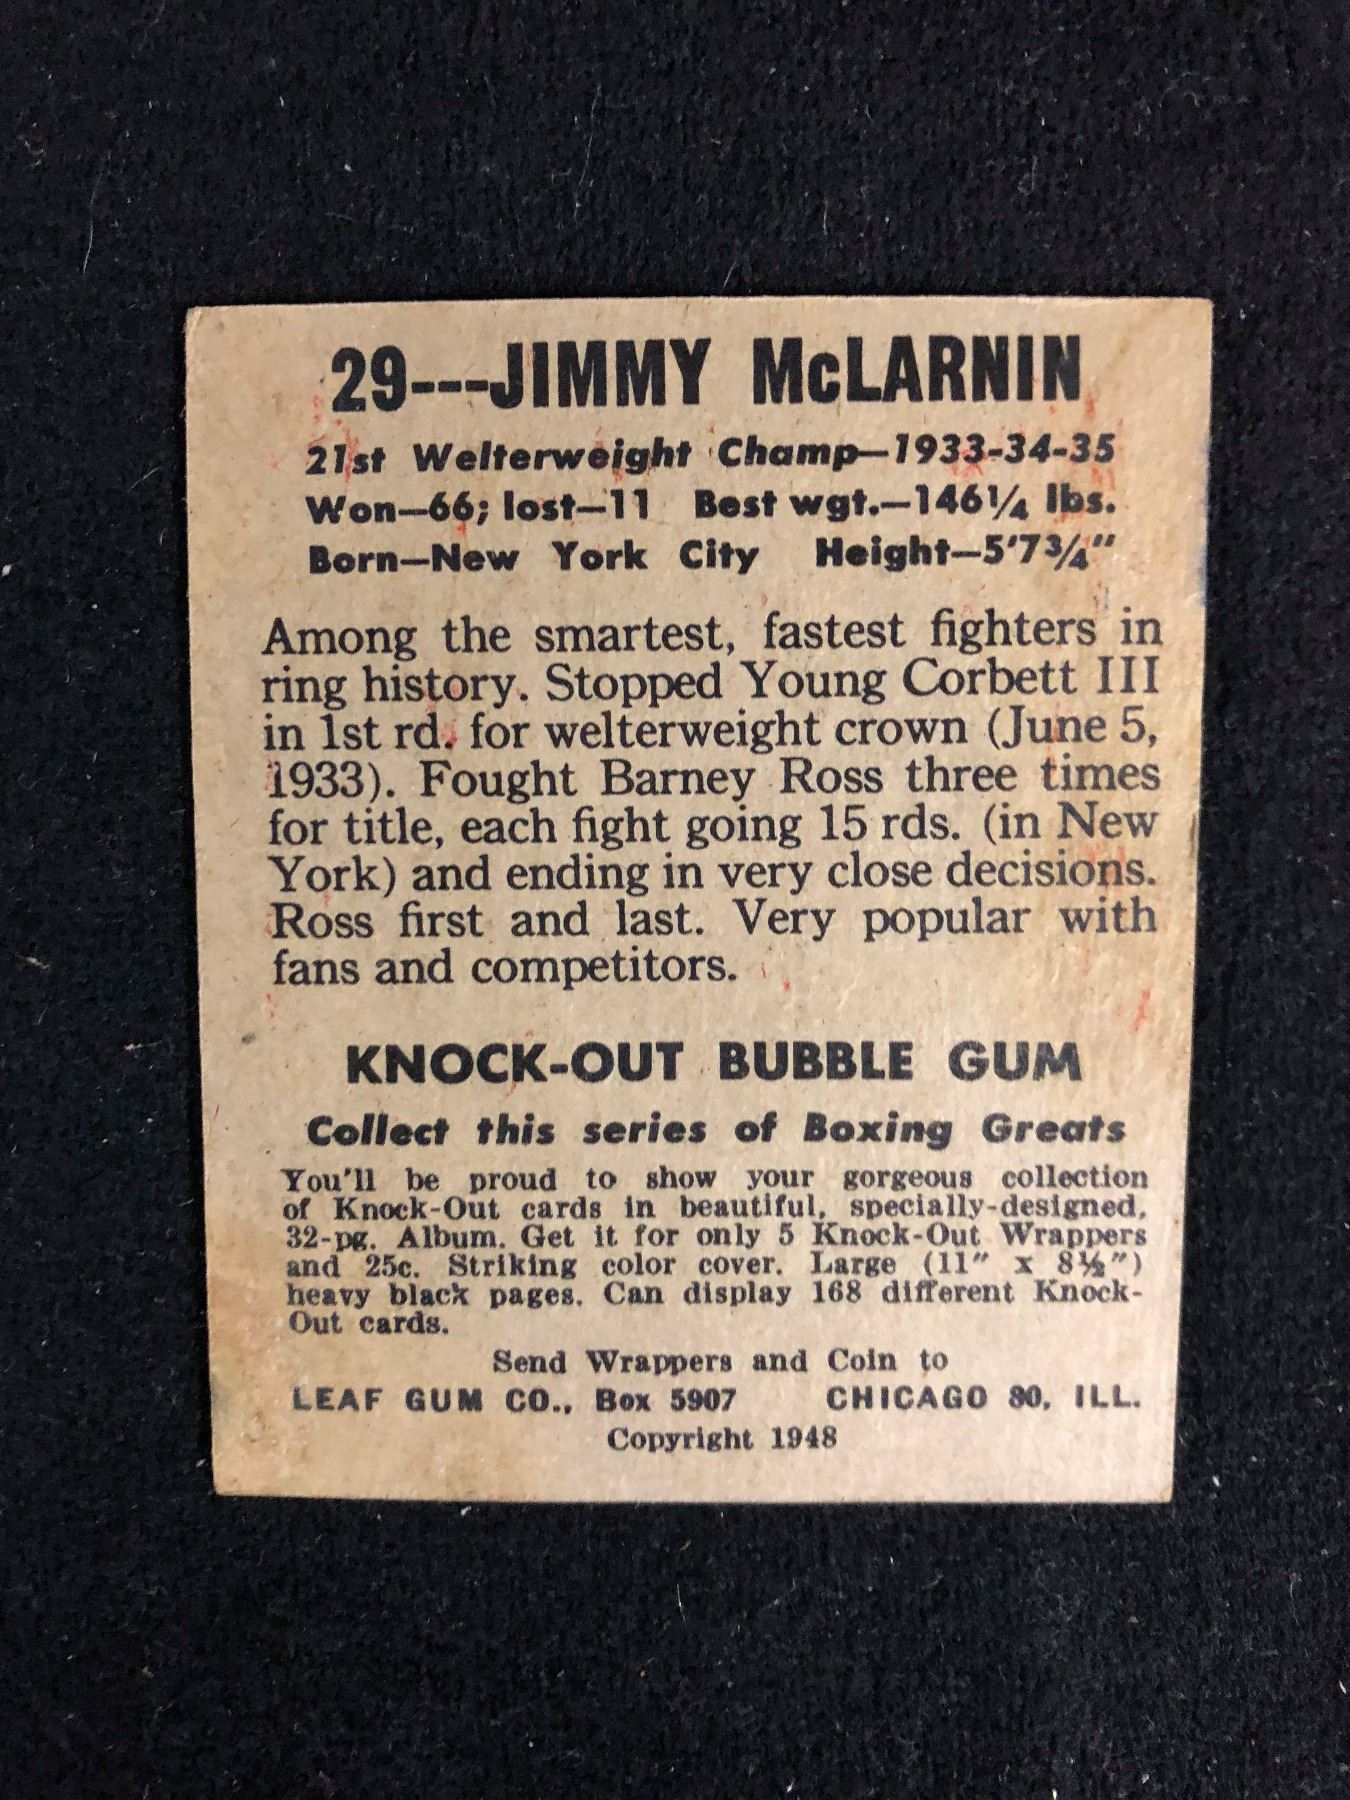 29---JIMMY McLARNIN
21st Welterweight Champ—1933-34-35
Won—66; lost—11 Best wgt.—146¼ lbs.
Born—New York City Height—5'7¾"
Among the smartest, fastest fighters in
ring history. Stopped Young Corbett III
in 1st rd. for welterweight crown (June 5,
1933). Fought Barney Ross three times
for title, each fight going 15 rds. (in New
York) and ending in very close decisions.
Ross first and last. Very popular with
fans and competitors.
KNOCK-OUT BUBBLE GUM
Collect this series of Boxing Greats
You'll be proud to show your gorgeous collection
of Knock-Out cards in beautiful, specially-designed,
32-pg. Album. Get it for only 5 Knock-Out Wrappers
and 25c. Striking color cover. Large (11" x 8½")
heavy black pages. Can display 168 different Knock-
Out cards.
Send Wrappers and Coin to
LEAF GUM CO., Box 5907 CHICAGO 80, ILL.
Copyright 1948